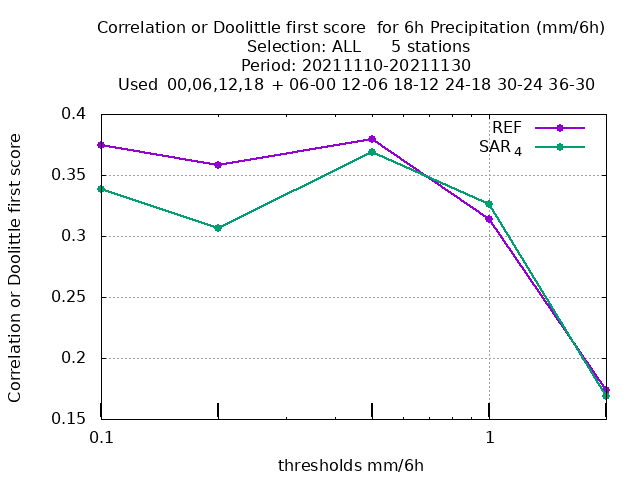 Correlation or Doolittle first score  for 6h Precipitation (mm/6h)
Selection: ALL      5 stations
Period: 20211110-20211130
Used  00,06,12,18  + 06-00 12-06 18-12 24-18 30-24 36-30
REF
SAR4
Correlation or Doolittle first score
0.4
0.35
0.3
0.25
0.2
0.15
0.1
1
thresholds mm/6h